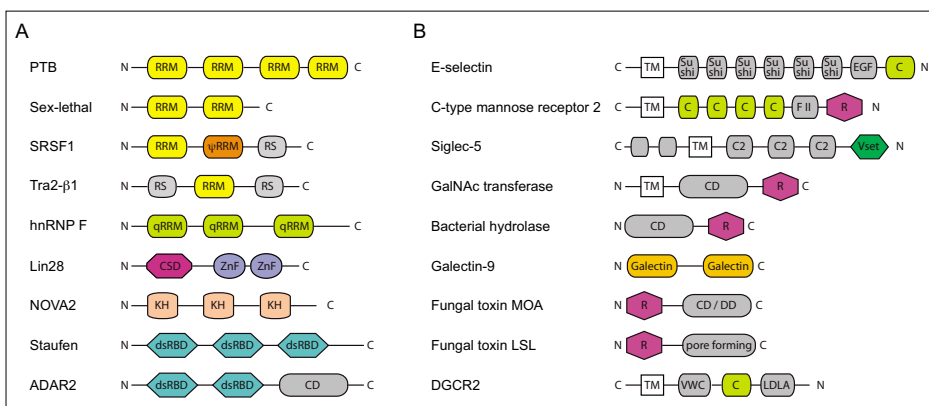 A
PTB N RRM RRM RRM RRM C
Sex-lethal N RRM RRM C
SRSF1 N RRM ψRRM RS C
Tra2-β1 N RS RRM RS C
hnRNP F N qRRM qRRM qRRM C
Lin28 N CSD ZnF ZnF C
NOVA2 N KH KH KH C
Staufen N dsRBD dsRBD dsRBD C
ADAR2 N dsRBD dsRBD CD C
B
E-selectin C TM Su shi Su shi Su shi Su shi Su shi Su shi EGF C N
C-type mannose receptor 2 C TM C C C C F II R N
Siglec-5 C TM C2 C2 C2 Vset N
GalNAc transferase N TM CD R C
Bacterial hydrolase N CD R C
Galectin-9 N Galectin Galectin C
Fungal toxin MOA N R CD / DD C
Fungal toxin LSL N R pore forming C
DGCR2 C TM VWC C LDLA N